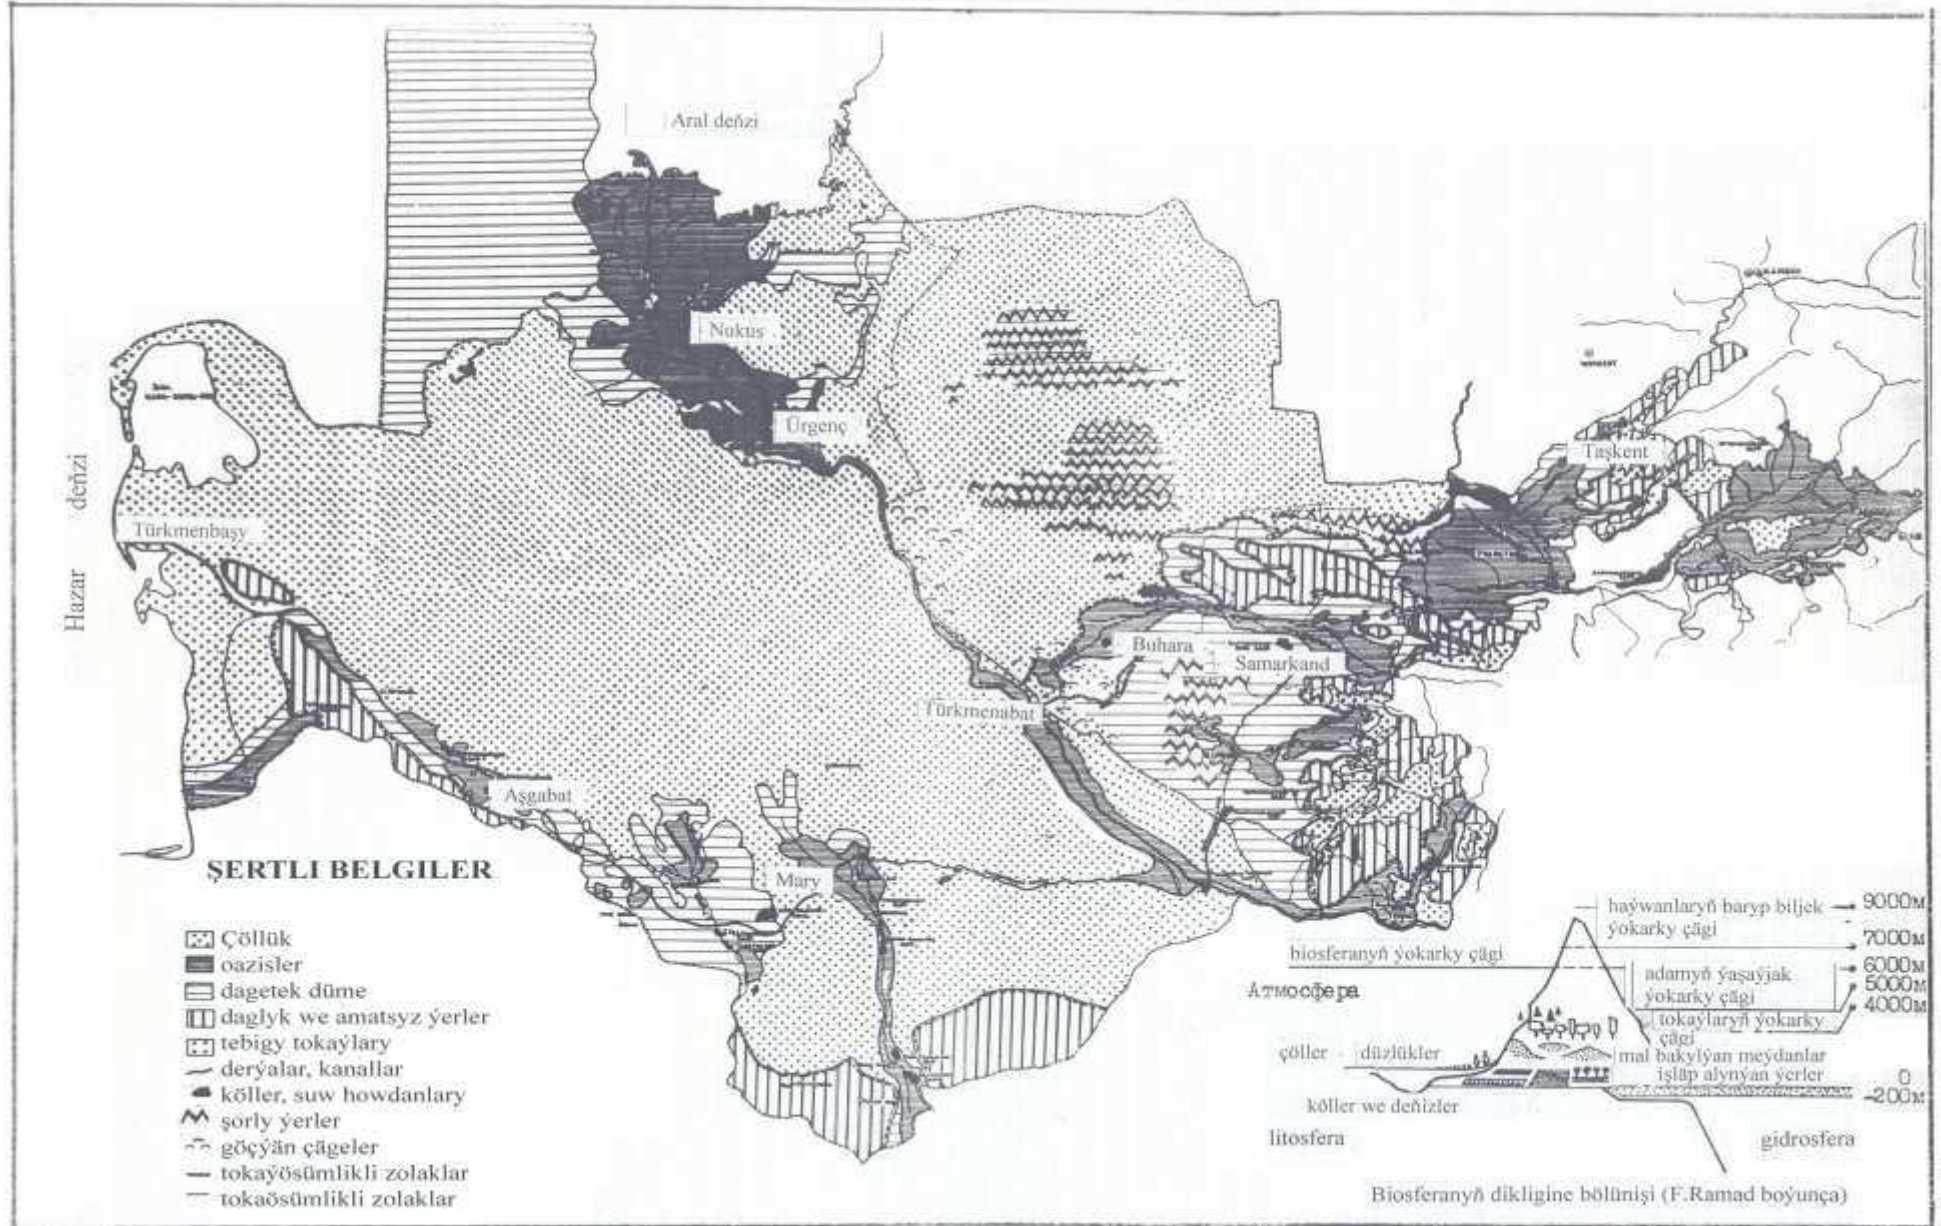 Aral deňzi
Nukus
Ürgenç
Taşkent
Hazar deňzi
Türkmenbaşy
Buhara
Samarkand
Türkmenabat
Aşgabat
Mary
ŞERTLI BELGILER
Çöllük
oazisler
dagetek düme
daglyk we amatsyz ýerler
tebigy tokaýlary
derýalar, kanallar
köller, suw howdanlary
şorly ýerler
göçýän çägeler
tokaýösümlikli zolaklar
tokaösümlikli zolaklar
haýwanlaryň baryp biljek
ýokarky çägi
9000м
7000м
biosferanyň ýokarky çägi
6000м
Атмосфера
adamyň ýaşaýjak
ýokarky çägi
5000м
4000м
tokaýlaryň ýokarky
çägi
çöller
düzlükler
mal bakylýan meýdanlar
işläp alynýan ýerler
0
-200м
köller we deňizler
litosfera
gidrosfera
Biosferanyň dikligine bölünişi (F.Ramad boýunça)